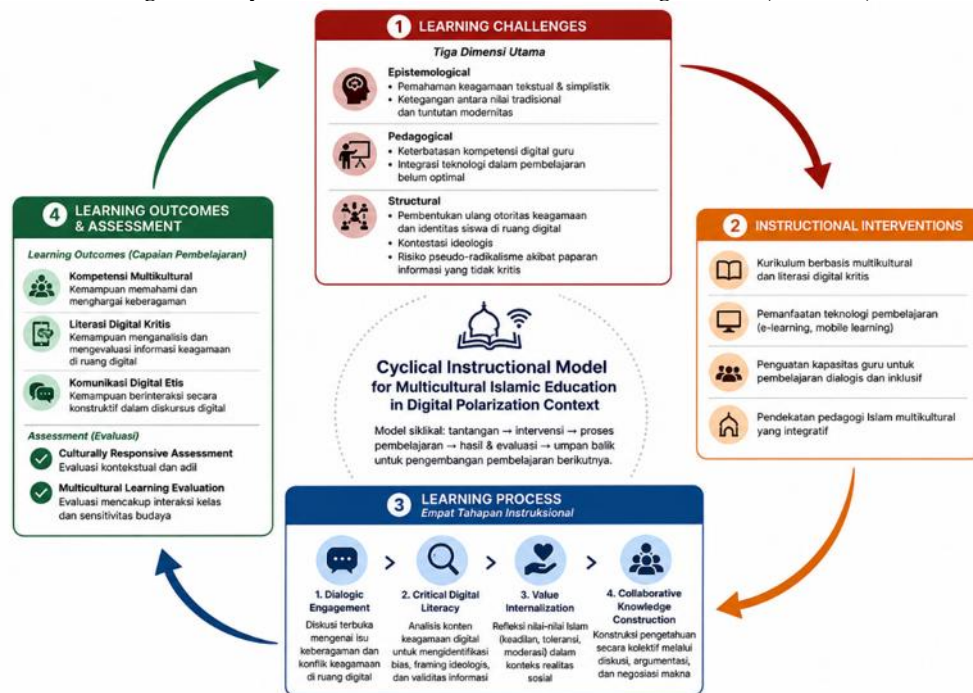 1 LEARNING CHALLENGES
Tiga Dimensi Utama
Epistemological
• Pemahaman keagamaan tekstual & simplistik
• Ketegangan antara nilai tradisional
dan tuntutan modernitas
Pedagogical
• Keterbatasan kompetensi digital guru
• Integrasi teknologi dalam pembelajaran
belum optimal
Structural
• Pembentukan ulang otoritas keagamaan
dan identitas siswa di ruang digital
• Kontestasi ideologis
• Risiko pseudo-radikalisme akibat paparan
informasi yang tidak kritis
2 INSTRUCTIONAL INTERVENTIONS
Kurikulum berbasis multikultural
dan literasi digital kritis
Pemanfaatan teknologi pembelajaran
(e-learning, mobile learning)
Penguatan kapasitas guru untuk
pembelajaran dialogis dan inklusif
Pendekatan pedagogi Islam multikultural
yang integratif
Cyclical Instructional Model
for Multicultural Islamic Education
in Digital Polarization Context
Model siklikal: tantangan → intervensi → proses
pembelajaran → hasil & evaluasi → umpan balik
untuk pengembangan pembelajaran berikutnya.
3 LEARNING PROCESS
Empat Tahapan Instruksional
1. Dialogic
Engagement
Diskusi terbuka
mengenai isu
keberagaman dan
konflik keagamaan
di ruang digital
2. Critical Digital
Literacy
Analisis konten
keagamaan digital
untuk mengidentifikasi
bias, framing ideologis,
dan validitas informasi
3. Value
Internalization
Refleksi nilai-nilai Islam
(keadilan, toleransi,
moderasi) dalam
konteks realitas
sosial
4. Collaborative
Knowledge
Construction
Konstruksi pengetahuan
secara kolektif melalui
diskusi, argumentasi,
dan negosiasi makna
4 LEARNING OUTCOMES
& ASSESSMENT
Learning Outcomes (Capaian Pembelajaran)
Kompetensi Multikultural
Kemampuan memahami dan
menghargai keberagaman
Literasi Digital Kritis
Kemampuan menganalisis dan
mengevaluasi informasi keagamaan
di ruang digital
Komunikasi Digital Etis
Kemampuan berinteraksi secara
konstruktif dalam diskursus digital
Assessment (Evaluasi)
Culturally Responsive Assessment
Evaluasi kontekstual dan adil
Multicultural Learning Evaluation
Evaluasi mencakup interaksi kelas
dan sensitivitas budaya